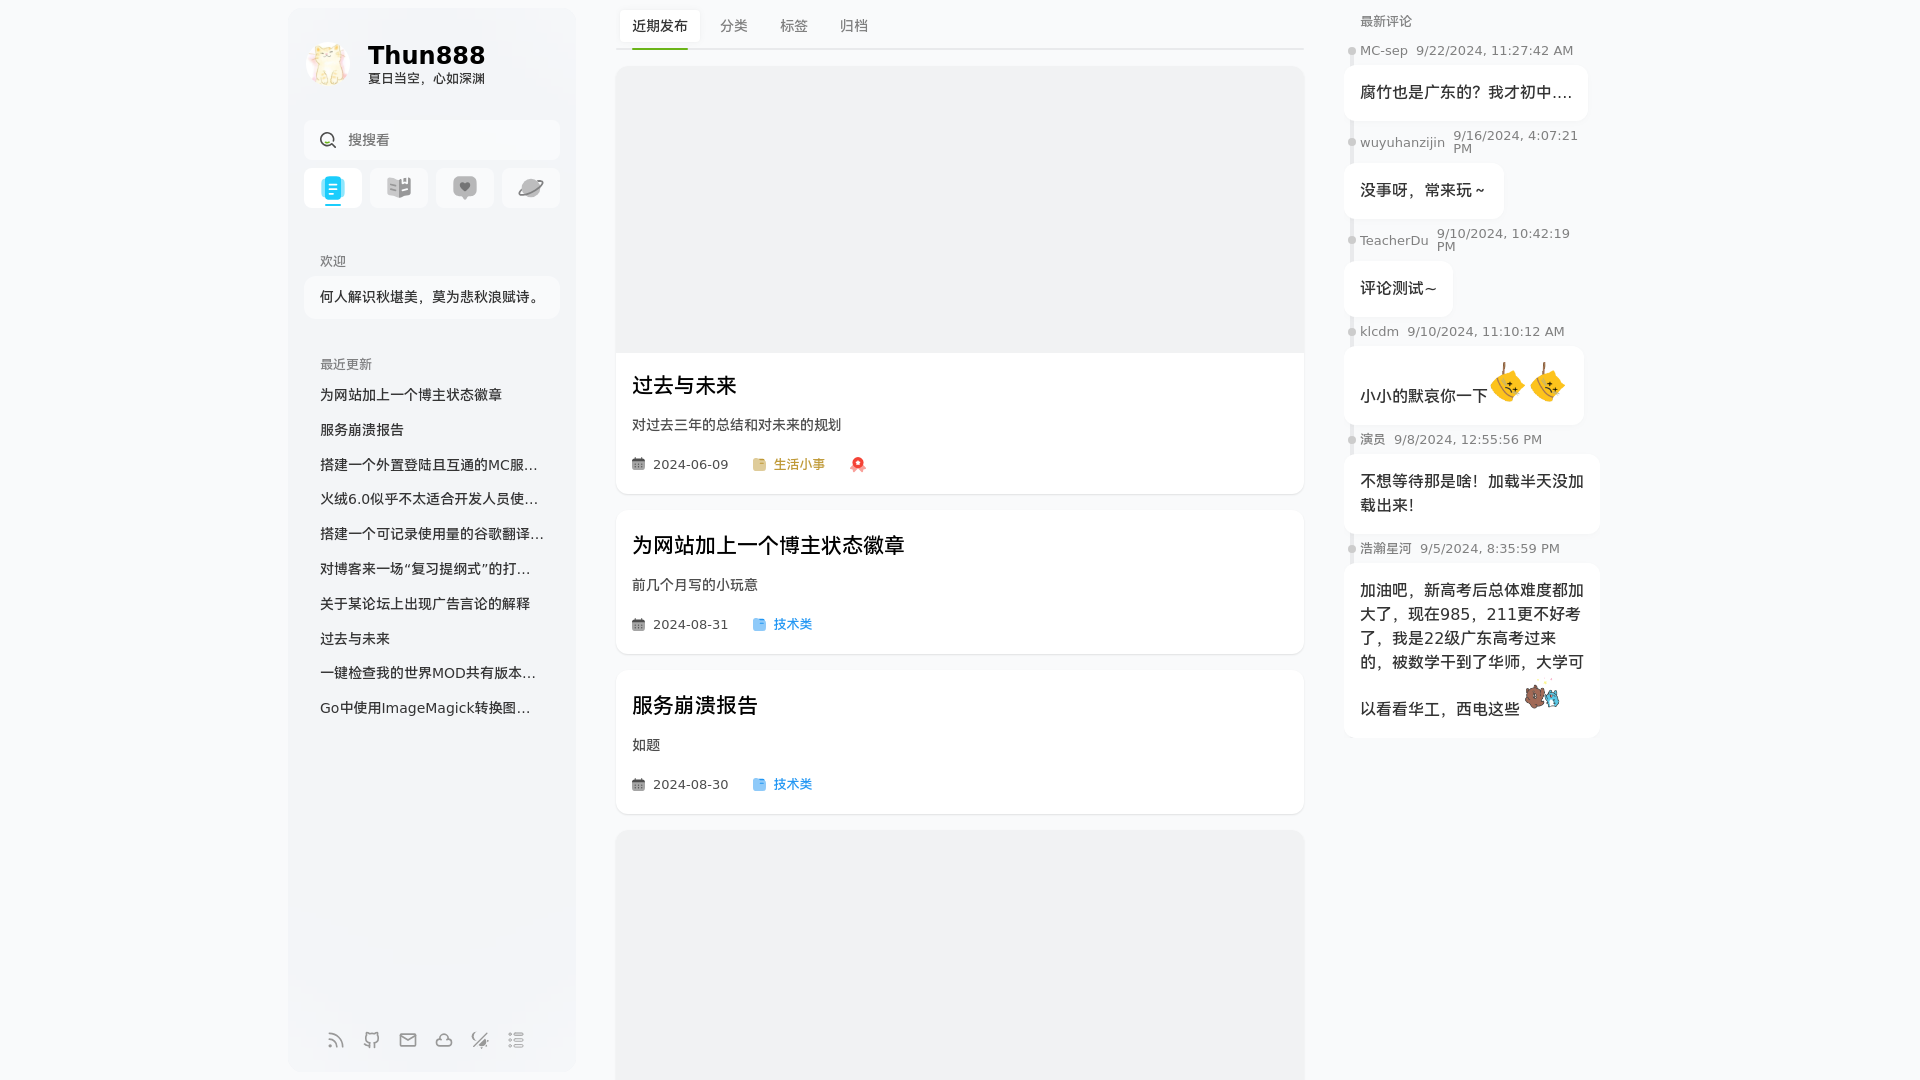 Thun888
夏日当空，心如深渊
搜搜看
欢迎
何人解识秋堪美，莫为悲秋浪赋诗。
最近更新
为网站加上一个博主状态徽章
服务崩溃报告
搭建一个外置登陆且互通的MC服...
火绒6.0似乎不太适合开发人员使...
搭建一个可记录使用量的谷歌翻译...
对博客来一场“复习提纲式”的打...
关于某论坛上出现广告言论的解释
过去与未来
一键检查我的世界MOD共有版本...
Go中使用ImageMagick转换图...
近期发布 分类 标签 归档
过去与未来
对过去三年的总结和对未来的规划
2024-06-09 生活小事
为网站加上一个博主状态徽章
前几个月写的小玩意
2024-08-31 技术类
服务崩溃报告
如题
2024-08-30 技术类
最新评论
MC-sep 9/22/2024, 11:27:42 AM
腐竹也是广东的？我才初中....
wuyuhanzijin 9/16/2024, 4:07:21
PM
没事呀，常来玩～
TeacherDu 9/10/2024, 10:42:19
PM
评论测试~
klcdm 9/10/2024, 11:10:12 AM
小小的默哀你一下
演员 9/8/2024, 12:55:56 PM
不想等待那是啥！加载半天没加
载出来！
浩瀚星河 9/5/2024, 8:35:59 PM
加油吧，新高考后总体难度都加
大了，现在985，211更不好考
了，我是22级广东高考过来
的，被数学干到了华师，大学可
以看看华工，西电这些